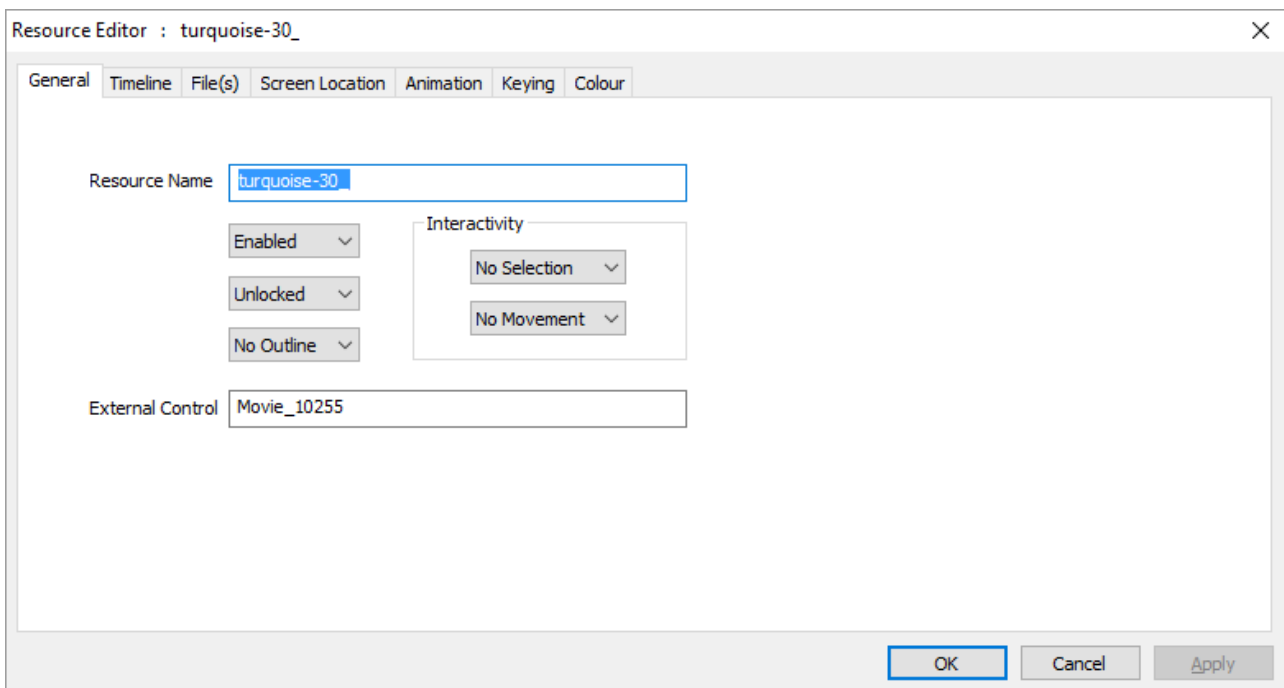 Resource Editor : turquoise-30_
General Timeline File(s) Screen Location Animation Keying Colour
Resource Name turquoise-30_
Enabled
Interactivity
No Selection
Unlocked
No Movement
No Outline
External Control Movie_10255
OK Cancel Apply